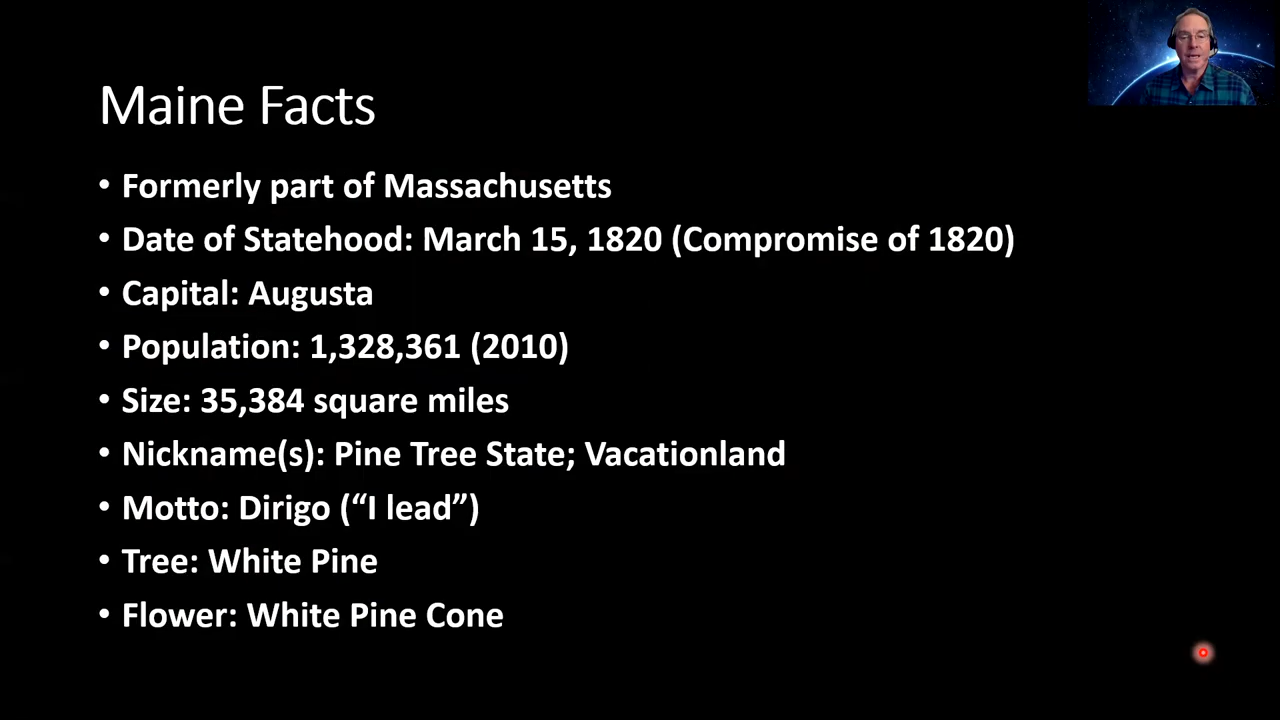 Maine Facts
• Formerly part of Massachusetts
• Date of Statehood: March 15, 1820 (Compromise of 1820)
• Capital: Augusta
• Population: 1,328,361 (2010)
• Size: 35,384 square miles
• Nickname(s): Pine Tree State; Vacationland
• Motto: Dirigo (“I lead”)
• Tree: White Pine
• Flower: White Pine Cone